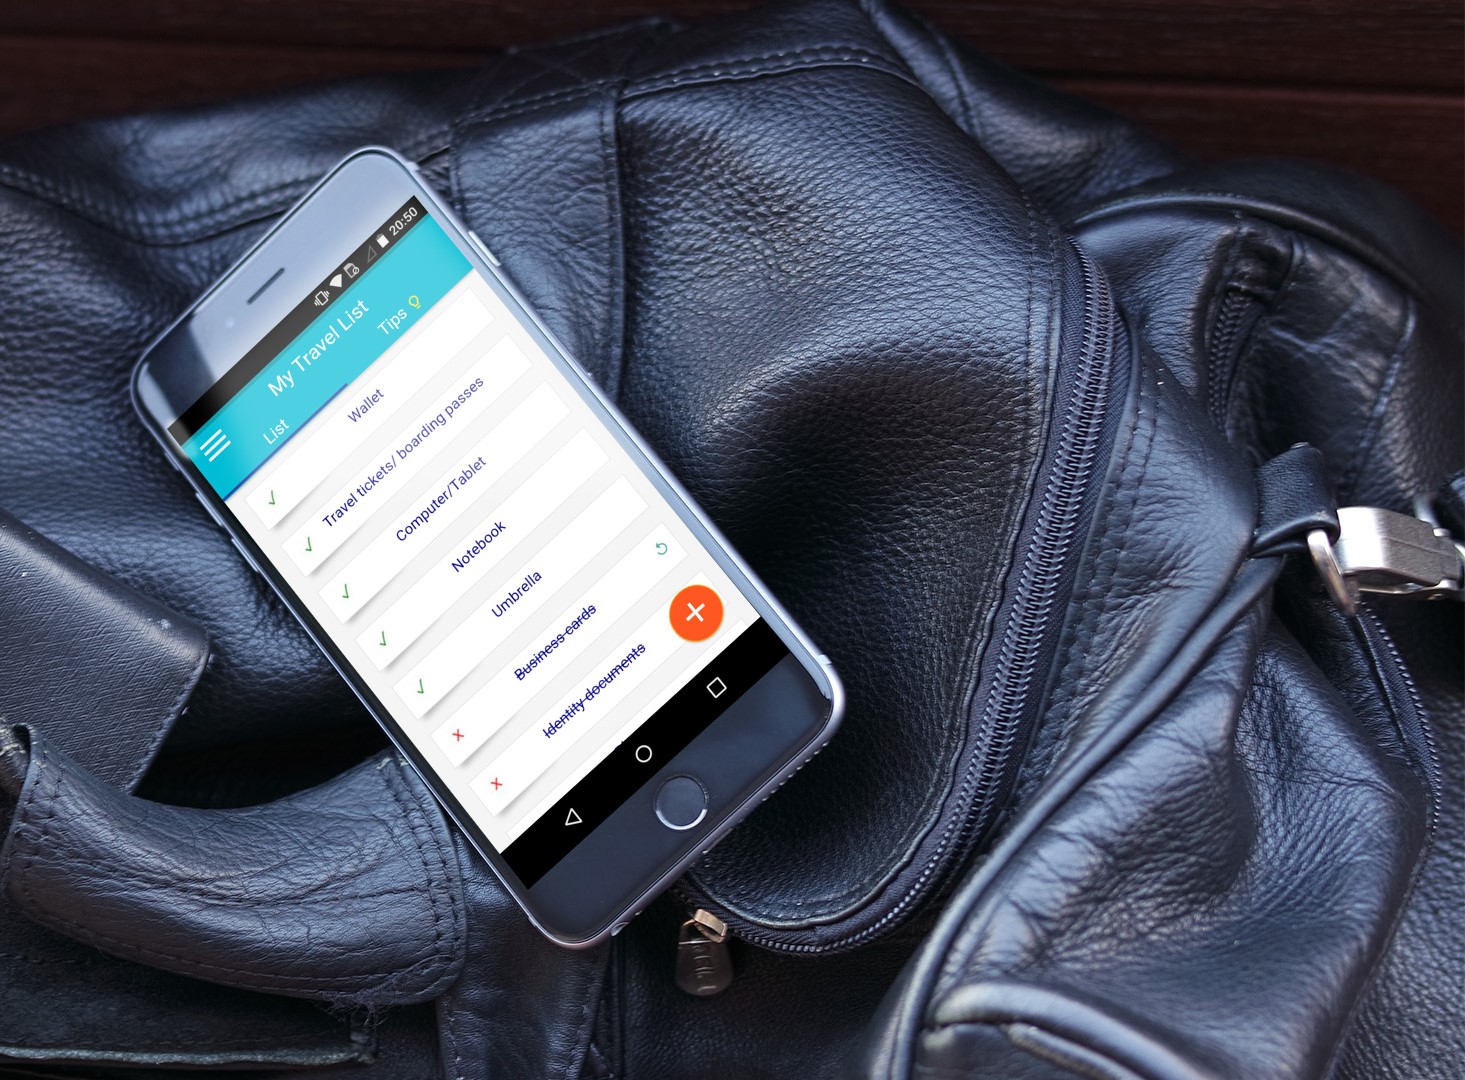 20:50
My Travel List
List
Tips
Wallet
Travel tickets/ boarding passes
Computer/Tablet
Notebook
Umbrella
Business cards
Identity documents